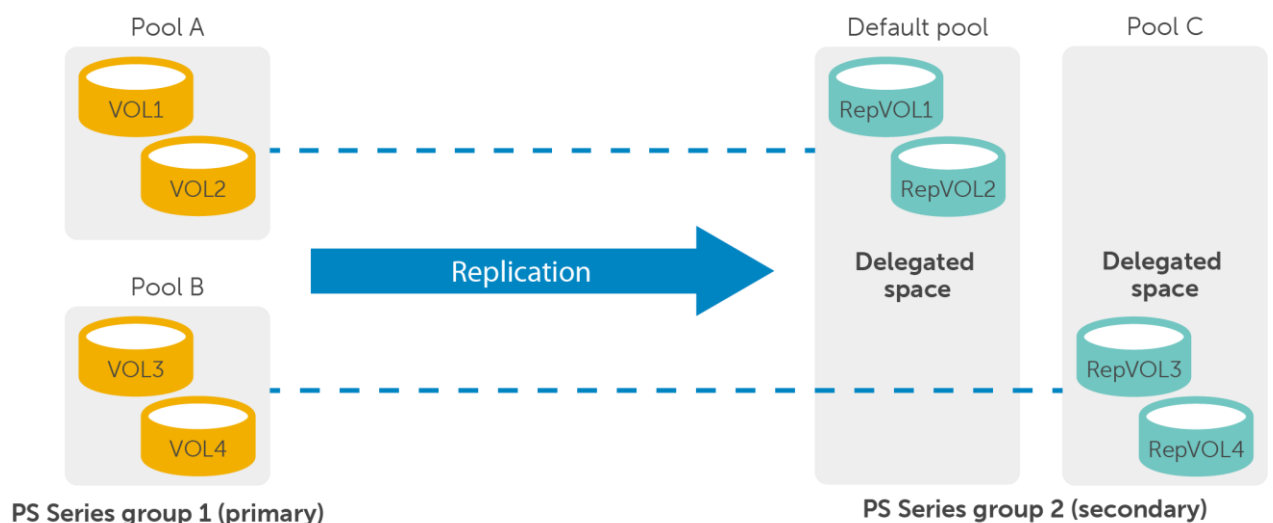 Pool A
VOL1
VOL2
Pool B
VOL3
VOL4
PS Series group 1 (primary)
Replication
Default pool
RepVOL1
RepVOL2
Delegated
space
Pool C
Delegated
space
RepVOL3
RepVOL4
PS Series group 2 (secondary)